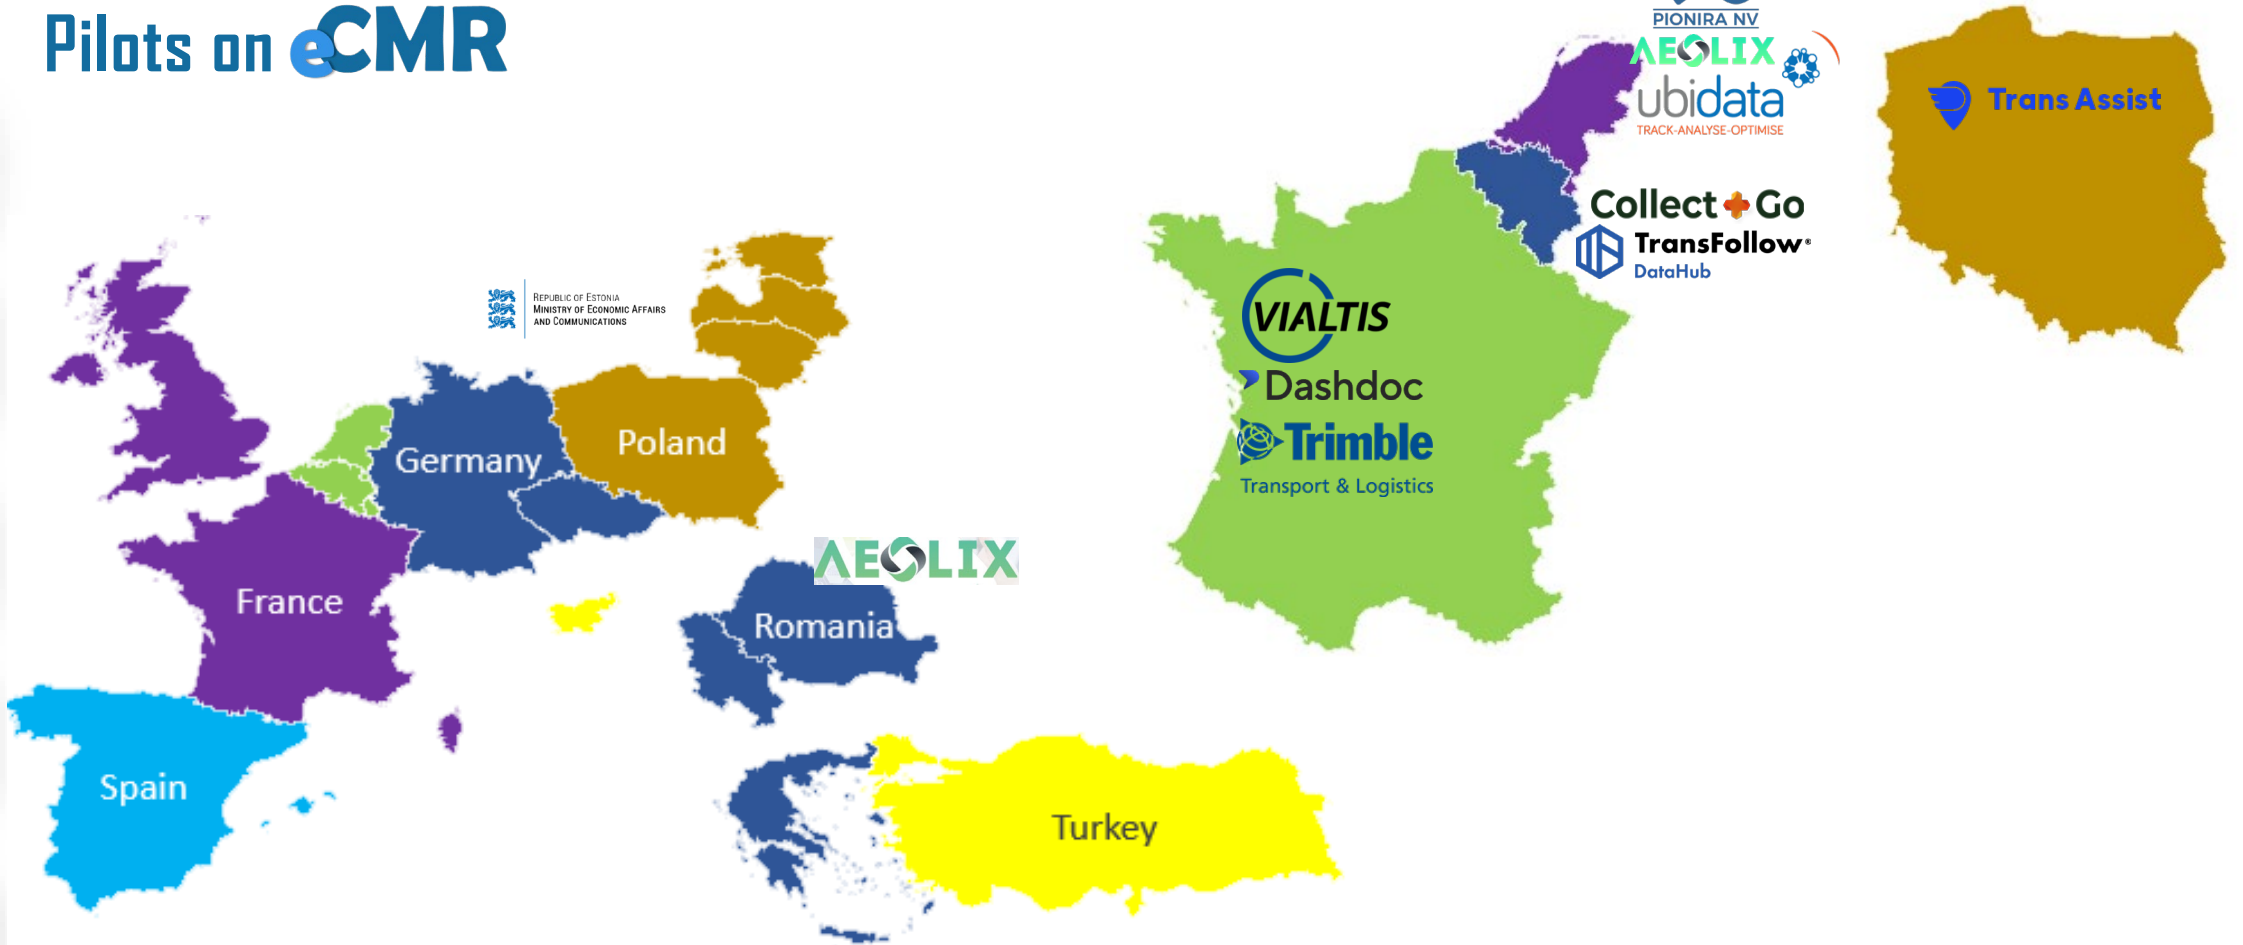 Pilots on eCMR
PIONIRA NV
AEOLIX
ubidata
TRACK-ANALYSE-OPTIMISE
Trans Assist
Collect Go
TransFollow®
DataHub
REPUBLIC OF ESTONIA
MINISTRY OF ECONOMIC AFFAIRS
AND COMMUNICATIONS
VIALTIS
Dashdoc
Trimble
Transport & Logistics
Germany
Poland
AEOLIX
France
Romania
Spain
Turkey